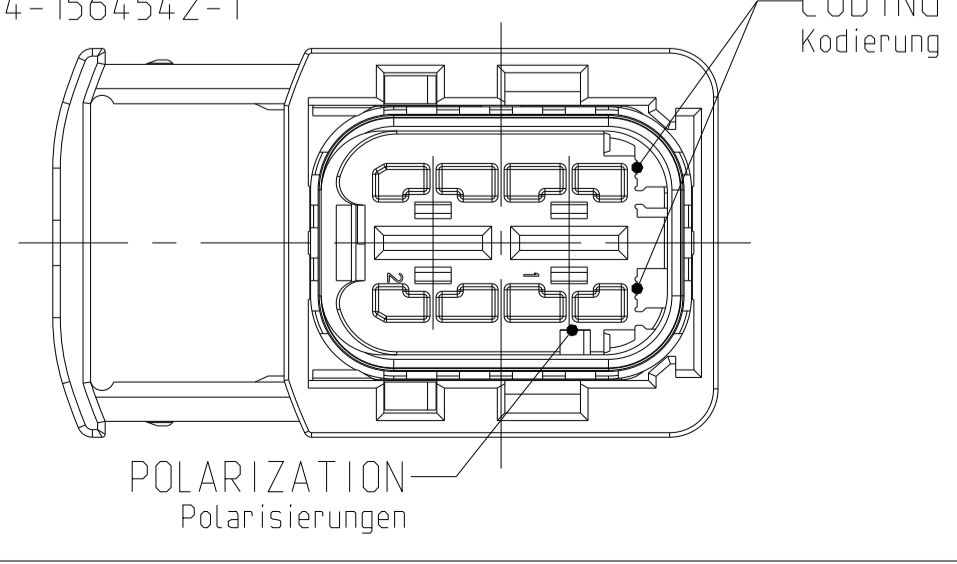 4-1564542-1
CODING
Kodierung
2
1
POLARIZATION
Polarisierungen